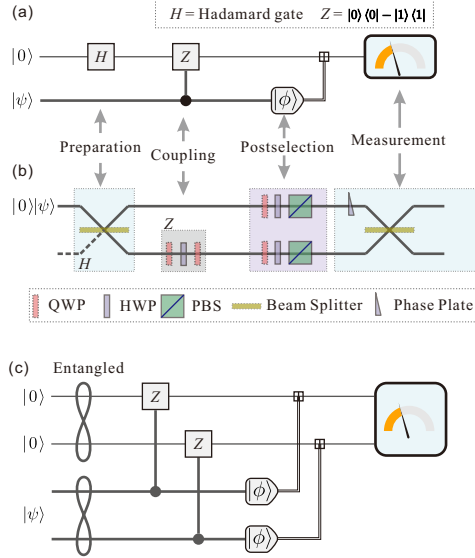 (a)
H = Hadamard gate Z = |0⟩ ⟨0| − |1⟩ ⟨1|
|0⟩ H Z
|ψ⟩ |ϕ⟩
Preparation Coupling Postselection Measurement
(b)
|0⟩|ψ⟩
Z
H
QWP HWP PBS Beam Splitter Phase Plate
(c) Entangled
|0⟩ Z
|0⟩ Z
|ψ⟩ |ϕ⟩
|ϕ⟩